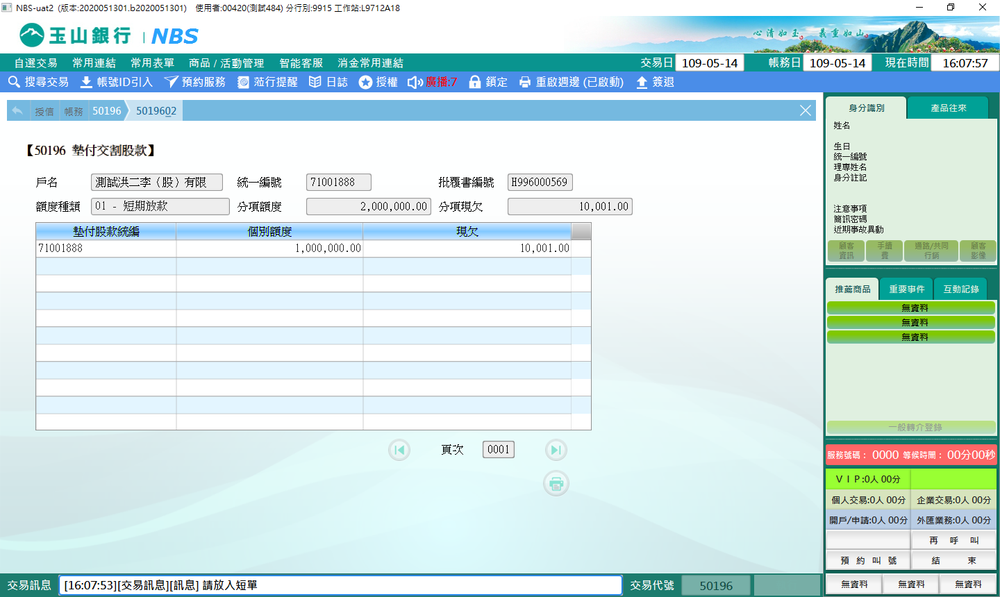 NBS-uat2 (版本:2020051301.b2020051301) 使用者:00420(測試484) 分行別:9915 工作站:L9712A18
玉山銀行 | NBS
心清如玉。 義重如山。
自選交易 常用連結 常用表單 商品 / 活動管理 智能客服 消金常用連結 交易日 109-05-14 帳務日 109-05-14 現在時間 16:07:57
搜尋交易 帳號ID引入 預約服務 蒞行提醒 日誌 授權 廣播:7 鎖定 重啟週邊 (已啟動) 簽退
授信 帳務 50196 5019602
身分識別 產品往來
姓名
生日
統一編號
理專姓名
身分註記
注意事項
簡訊密碼
近期事故異動
顧客
資訊
手續
費
通路/共同
行銷
顧客
影像
【50196 墊付交割股款】
戶名 測試洪二李（股）有限 統一編號 71001888 批覆書編號 H996000569
額度種類 01 - 短期放款 分項額度 2,000,000.00 分項現欠 10,001.00
墊付股款統編 個別額度 現欠
71001888 1,000,000.00 10,001.00
頁次 0001
推薦商品 重要事件 互動記錄
無資料
無資料
無資料
一般轉介登錄
服務號碼： 0000 等候時間： 00分00秒
ＶＩＰ:0人 00分
個人交易:0人 00分 企業交易:0人 00分
開戶/申請:0人 00分 外匯業務:0人 00分
再 呼 叫
預 約 叫 號 結 束
無資料 無資料 無資料
交易訊息 [16:07:53][交易訊息][訊息] 請放入短單 交易代號 50196